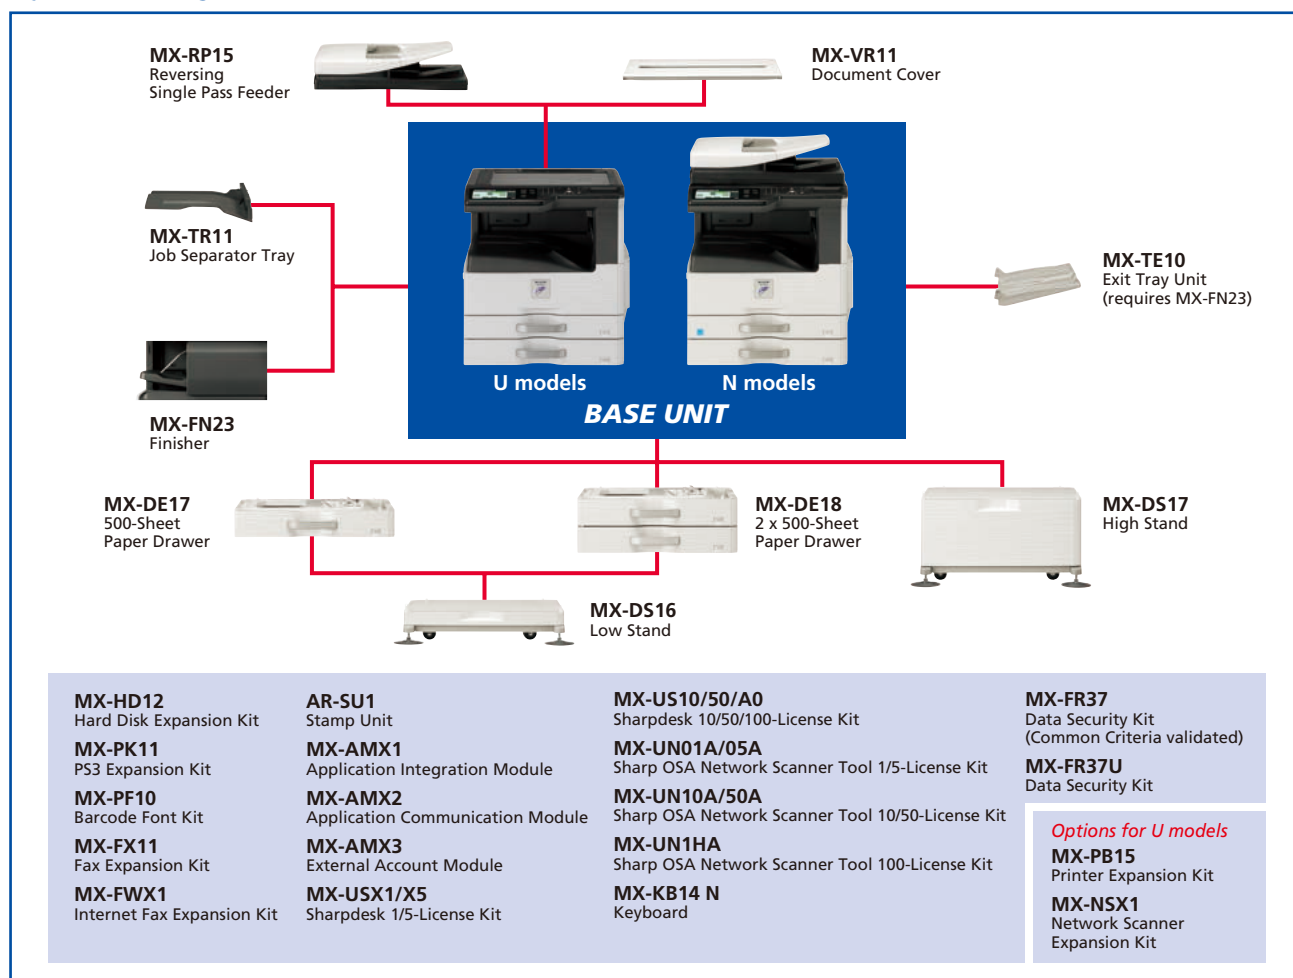 MX-RP15
Reversing
Single Pass Feeder
MX-VR11
Document Cover
MX-TR11
Job Separator Tray
MX-TE10
Exit Tray Unit
(requires MX-FN23)
MX-FN23
Finisher
U models
N models
BASE UNIT
MX-DE17
500-Sheet
Paper Drawer
MX-DE18
2 x 500-Sheet
Paper Drawer
MX-DS17
High Stand
MX-DS16
Low Stand
MX-HD12
Hard Disk Expansion Kit
MX-PK11
PS3 Expansion Kit
MX-PF10
Barcode Font Kit
MX-FX11
Fax Expansion Kit
MX-FWX1
Internet Fax Expansion Kit
AR-SU1
Stamp Unit
MX-AMX1
Application Integration Module
MX-AMX2
Application Communication Module
MX-AMX3
External Account Module
MX-USX1/X5
Sharpdesk 1/5-License Kit
MX-US10/50/A0
Sharpdesk 10/50/100-License Kit
MX-UN01A/05A
Sharp OSA Network Scanner Tool 1/5-License Kit
MX-UN10A/50A
Sharp OSA Network Scanner Tool 10/50-License Kit
MX-UN1HA
Sharp OSA Network Scanner Tool 100-License Kit
MX-KB14 N
Keyboard
MX-FR37
Data Security Kit
(Common Criteria validated)
MX-FR37U
Data Security Kit
Options for U models
MX-PB15
Printer Expansion Kit
MX-NSX1
Network Scanner
Expansion Kit